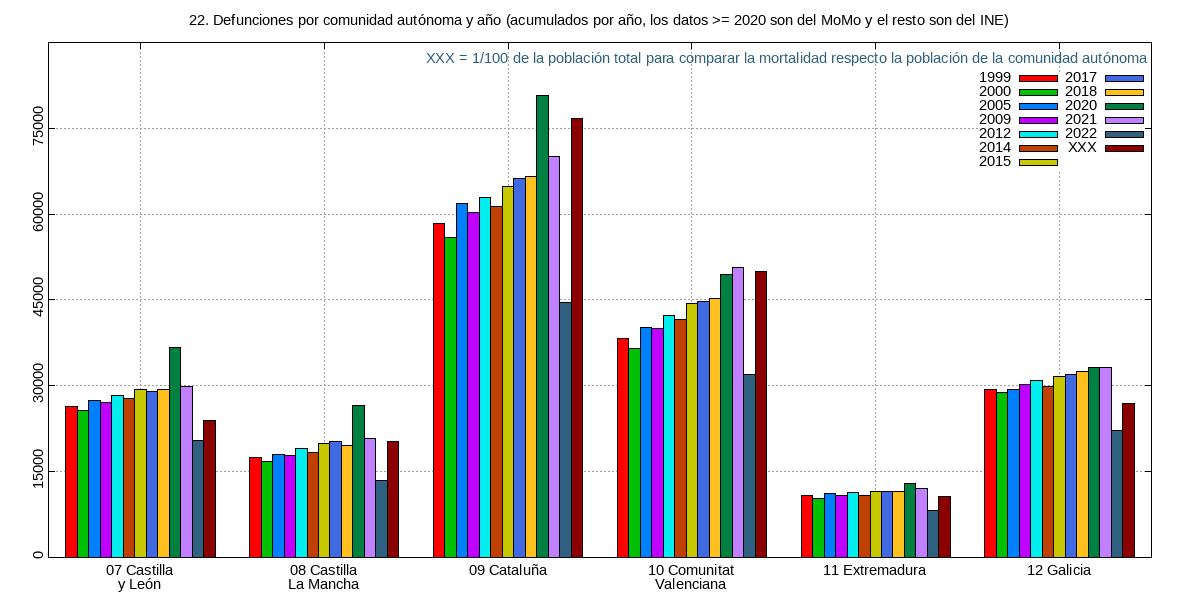 22. Defunciones por comunidad autónoma y año (acumulados por año, los datos >= 2020 son del MoMo y el resto son del INE)
XXX = 1/100 de la población total para comparar la mortalidad respecto la población de la comunidad autónoma
1999 2017
2000 2018
2005 2020
2009 2021
2012 2022
2014 XXX
2015
75000
60000
45000
30000
15000
0
07 Castilla
y León
08 Castilla
La Mancha
09 Cataluña
10 Comunitat
Valenciana
11 Extremadura
12 Galicia